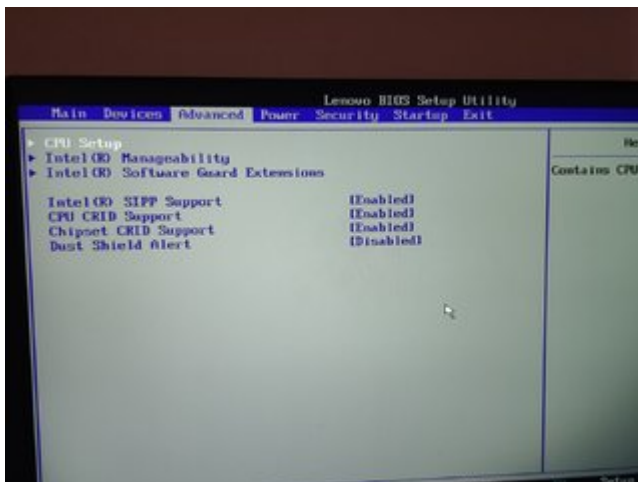 Lenovo BIOS Setup Utility
Main Devices Advanced Power Security Startup Exit
CPU Setup
Intel(R) Manageability
Intel(R) Software Guard Extensions
Contains CPU
Intel(R) SIPP Support [Enabled]
CPU CRID Support [Enabled]
Chipset CRID Support [Enabled]
Dust Shield Alert [Disabled]